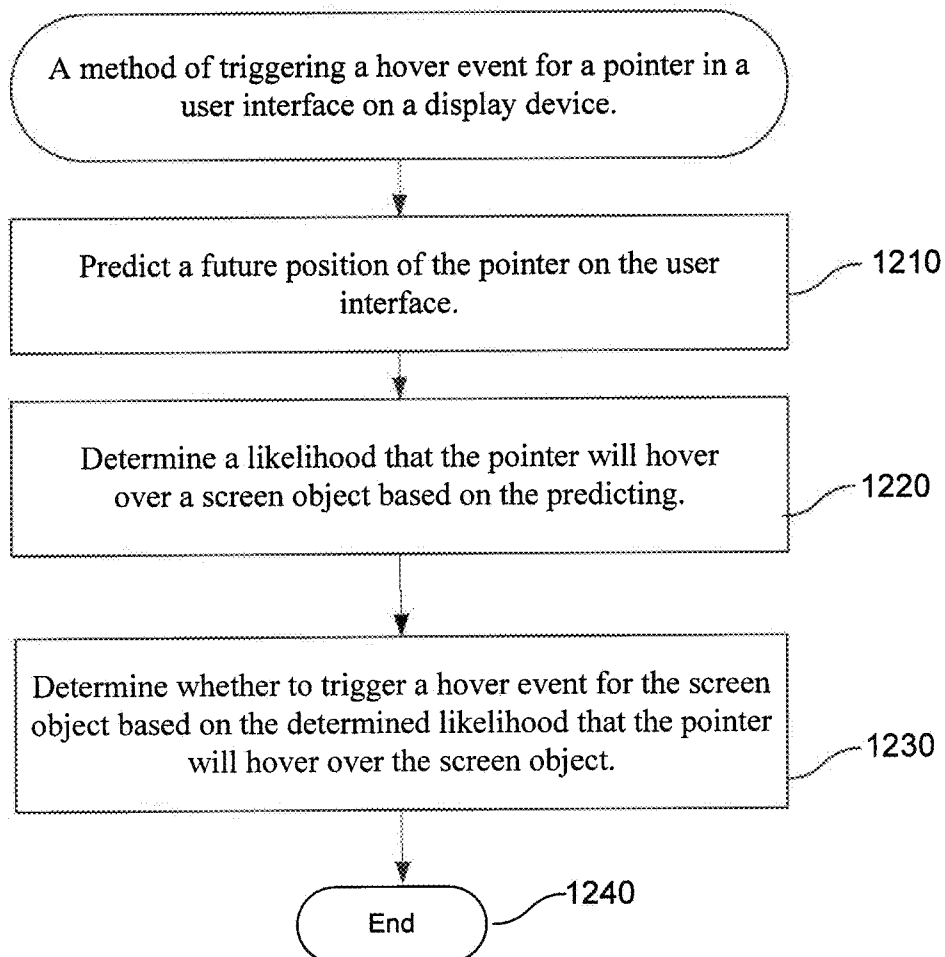 A method of triggering a hover event for a pointer in a
user interface on a display device.
Predict a future position of the pointer on the user
interface.
1210
Determine a likelihood that the pointer will hover
over a screen object based on the predicting.
1220
Determine whether to trigger a hover event for the screen
object based on the determined likelihood that the pointer
will hover over the screen object.
1230
End
1240